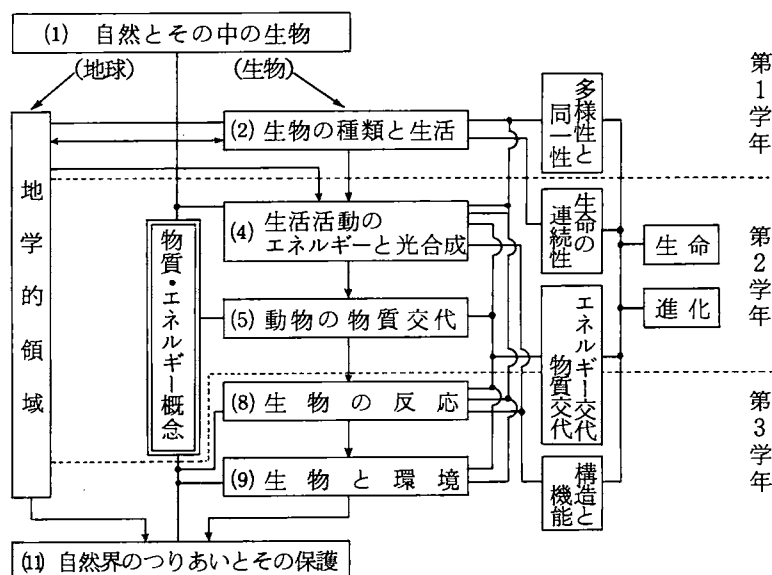 (1) 自然とその中の生物
(地球)
(生物)
第1学年
多様性と
同一性
(2) 生物の種類と生活
地学的領域
生命の
連続性
(4) 生活活動の
エネルギーと光合成
物質・エネルギー概念
生命
第2学年
進化
(5) 動物の物質交代
エネルギー交代
物質交代
(8) 生物の反応
第3学年
(9) 生物と環境
構造と
機能
(11) 自然界のつりあいとその保護